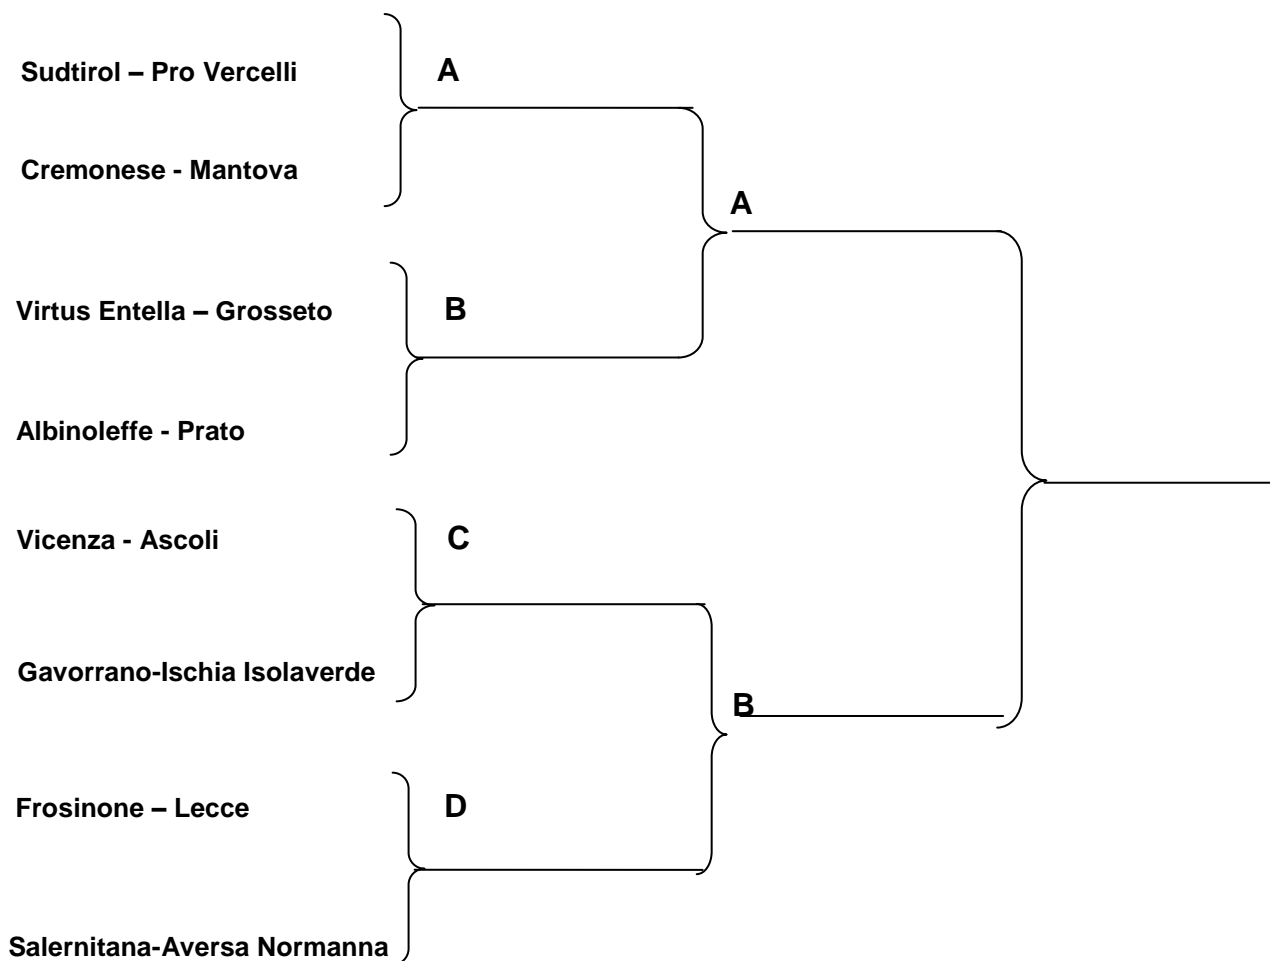 Sudtirol – Pro Vercelli
A
Cremonese - Mantova
A
Virtus Entella – Grosseto
B
Albinoleffe - Prato
Vicenza - Ascoli
C
Gavorrano-Ischia Isolaverde
B
Frosinone – Lecce
D
Salernitana-Aversa Normanna